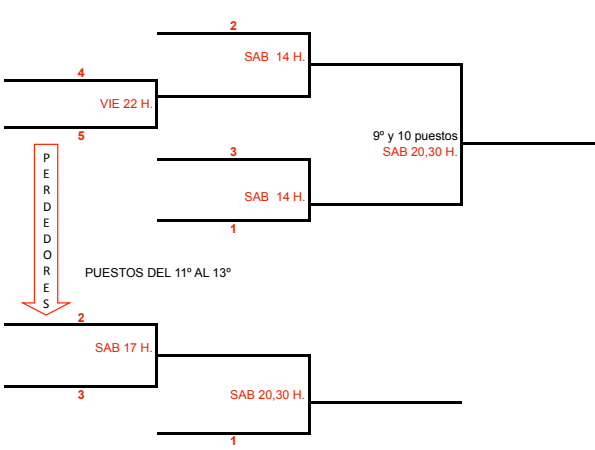 2
SAB 14 H.
4
VIE 22 H.
5
9º y 10 puestos
SAB 20,30 H.
3
SAB 14 H.
1
PERDEDORES
PUESTOS DEL 11º AL 13º
2
SAB 17 H.
3
SAB 20,30 H.
1